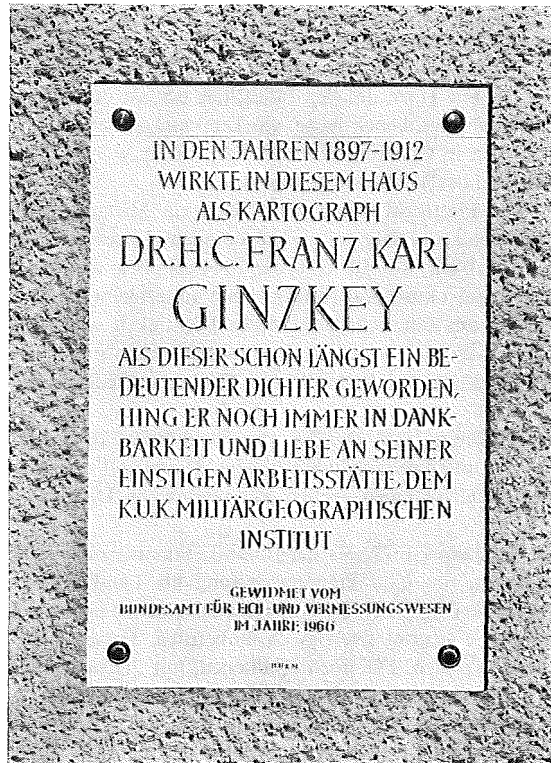 IN DEN JAHREN 1897-1912
WIRKTE IN DIESEM HAUS
ALS KARTOGRAPH
DR.H.C. FRANZ KARL
GINZKEY
ALS DIESER SCHON LÄNGST EIN BE-
DEUTENDER DICHTER GEWORDEN,
HING ER NOCH IMMER IN DANK-
BARKEIT UND LIEBE AN SEINER
EINSTIGEN ARBEITSSTÄTTE, DEM
K.U.K. MILITÄRGEOGRAPHISCHEN
INSTITUT
GEWIDMET VOM
BUNDESAMT FÜR EICH- UND VERMESSUNGSWESEN
IM JAHRE 1966